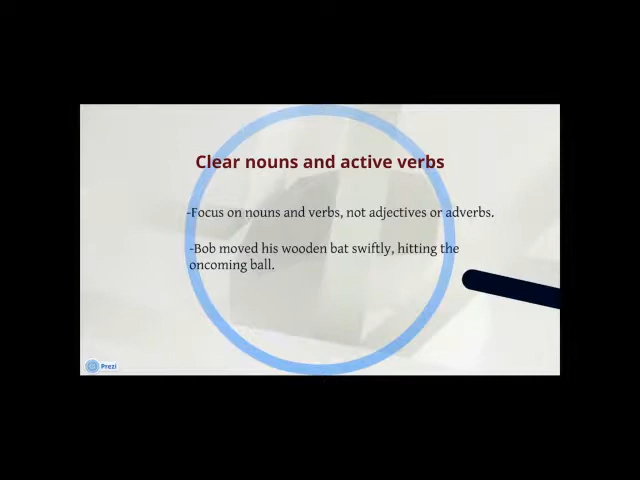 Clear nouns and active verbs
-Focus on nouns and verbs, not adjectives or adverbs.
-Bob moved his wooden bat swiftly, hitting the
oncoming ball.
Prezi